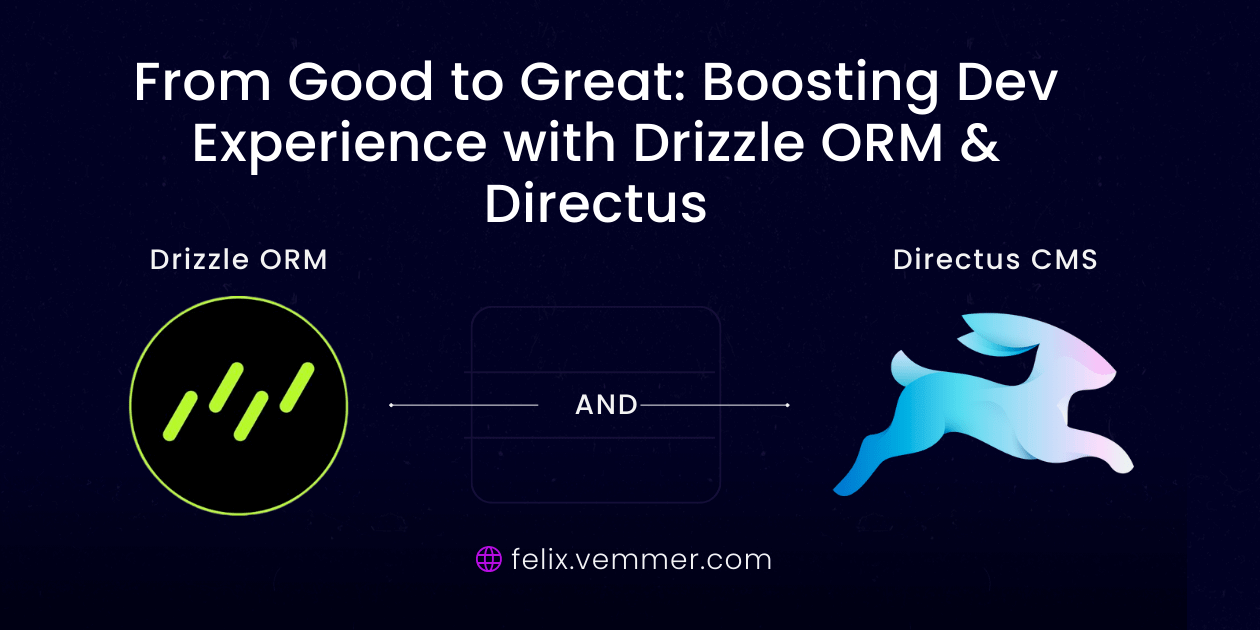 From Good to Great: Boosting Dev
Experience with Drizzle ORM &
Directus
Drizzle ORM
Directus CMS
AND
felix.vemmer.com